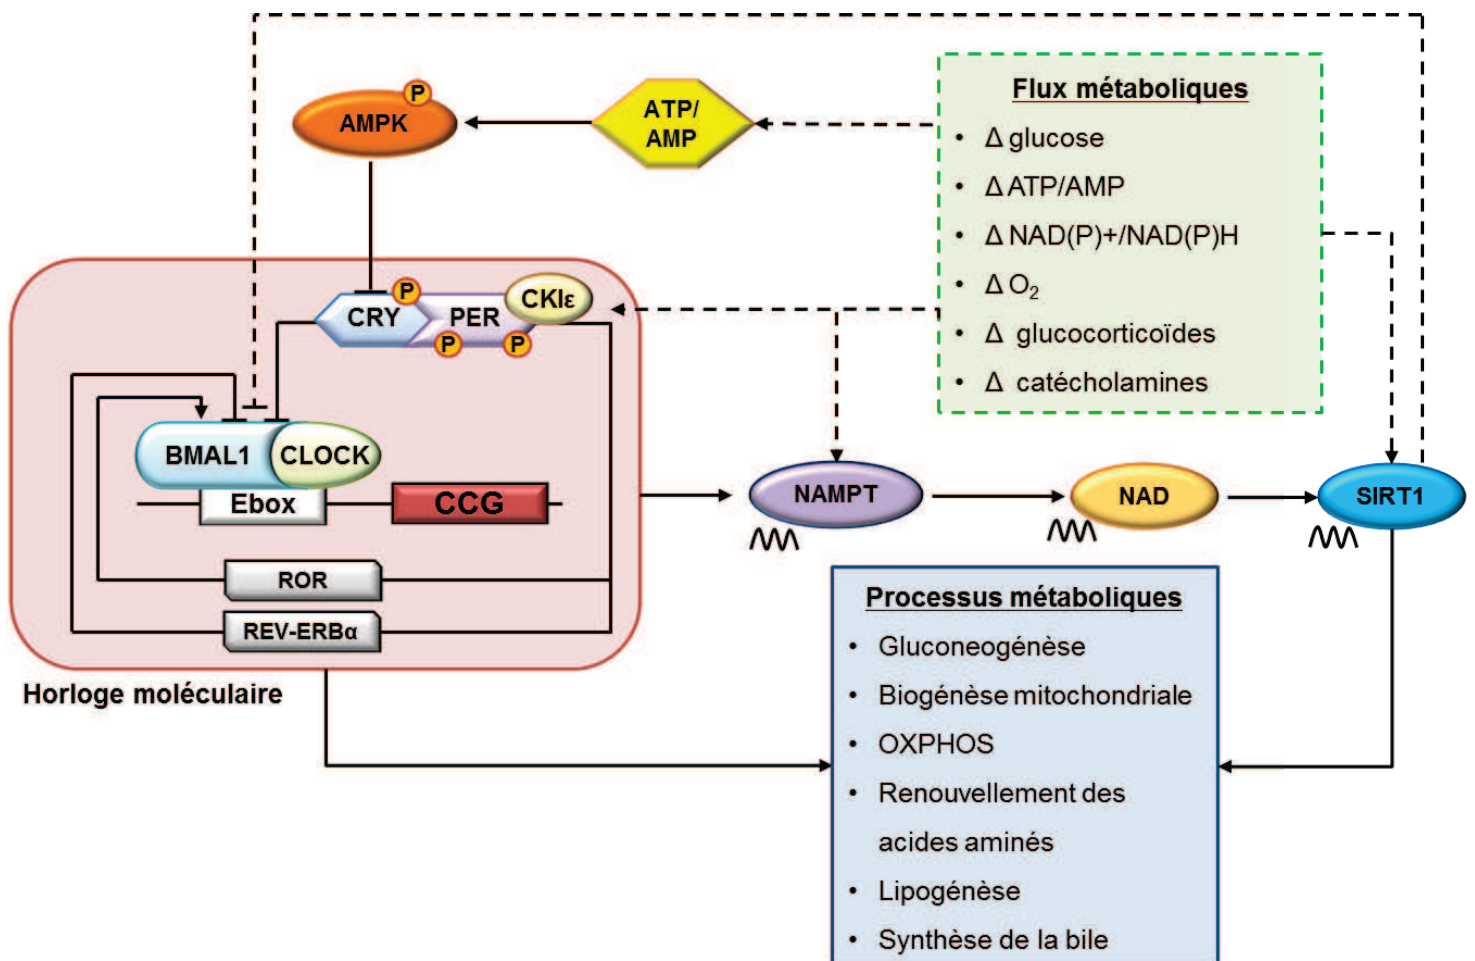 Flux métaboliques
• Δ glucose
• Δ ATP/AMP
• Δ NAD(P)+/NAD(P)H
• Δ O₂
• Δ glucocorticoïdes
• Δ catécholamines
P
AMPK
ATP/
AMP
CRY
P
PER
CKIε
P
P
BMAL1
CLOCK
Ebox
CCG
ROR
REV-ERBα
Horloge moléculaire
NAMPT
NAD
SIRT1
Processus métaboliques
• Gluconeogénèse
• Biogénèse mitochondriale
• OXPHOS
• Renouvellement des
acides aminés
• Lipogénèse
• Synthèse de la bile